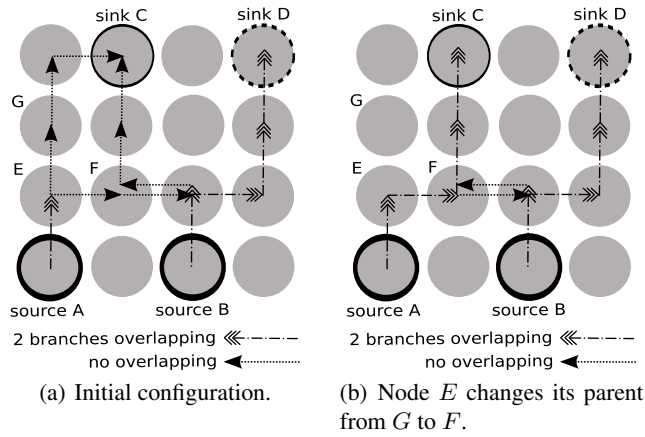 sink C
sink D
G
E
F
source A
source B
2 branches overlapping
no overlapping
(a) Initial configuration.
sink C
sink D
G
E
F
source A
source B
2 branches overlapping
no overlapping
(b) Node E changes its parent
from G to F.